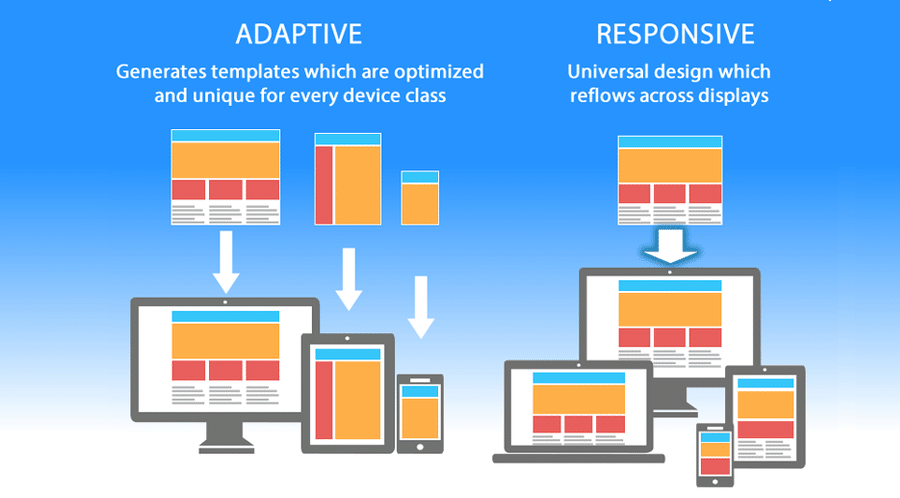 ADAPTIVE
Generates templates which are optimized
and unique for every device class
RESPONSIVE
Universal design which
reflows across displays